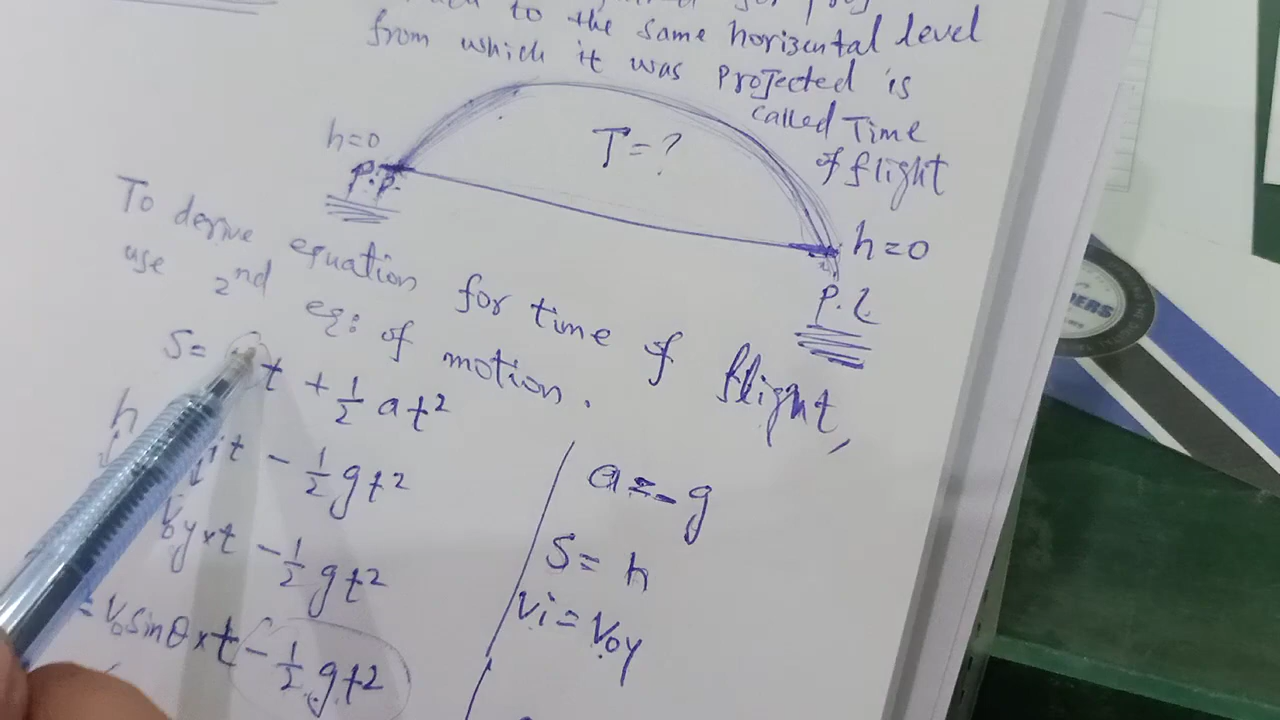 to the same horizental level
from which it was projected is
called Time
of flight
h=0
T=?
P.P.
h=0
P.L
To derive equation for time of flight,
use 2nd eq: of motion.
S= t + 1/2 at²
h it - 1/2 gt²
Voy×t - 1/2 gt²
= Vo sinθ×t - 1/2 gt²
a=-g
S= h
Vi = Voy
DERS